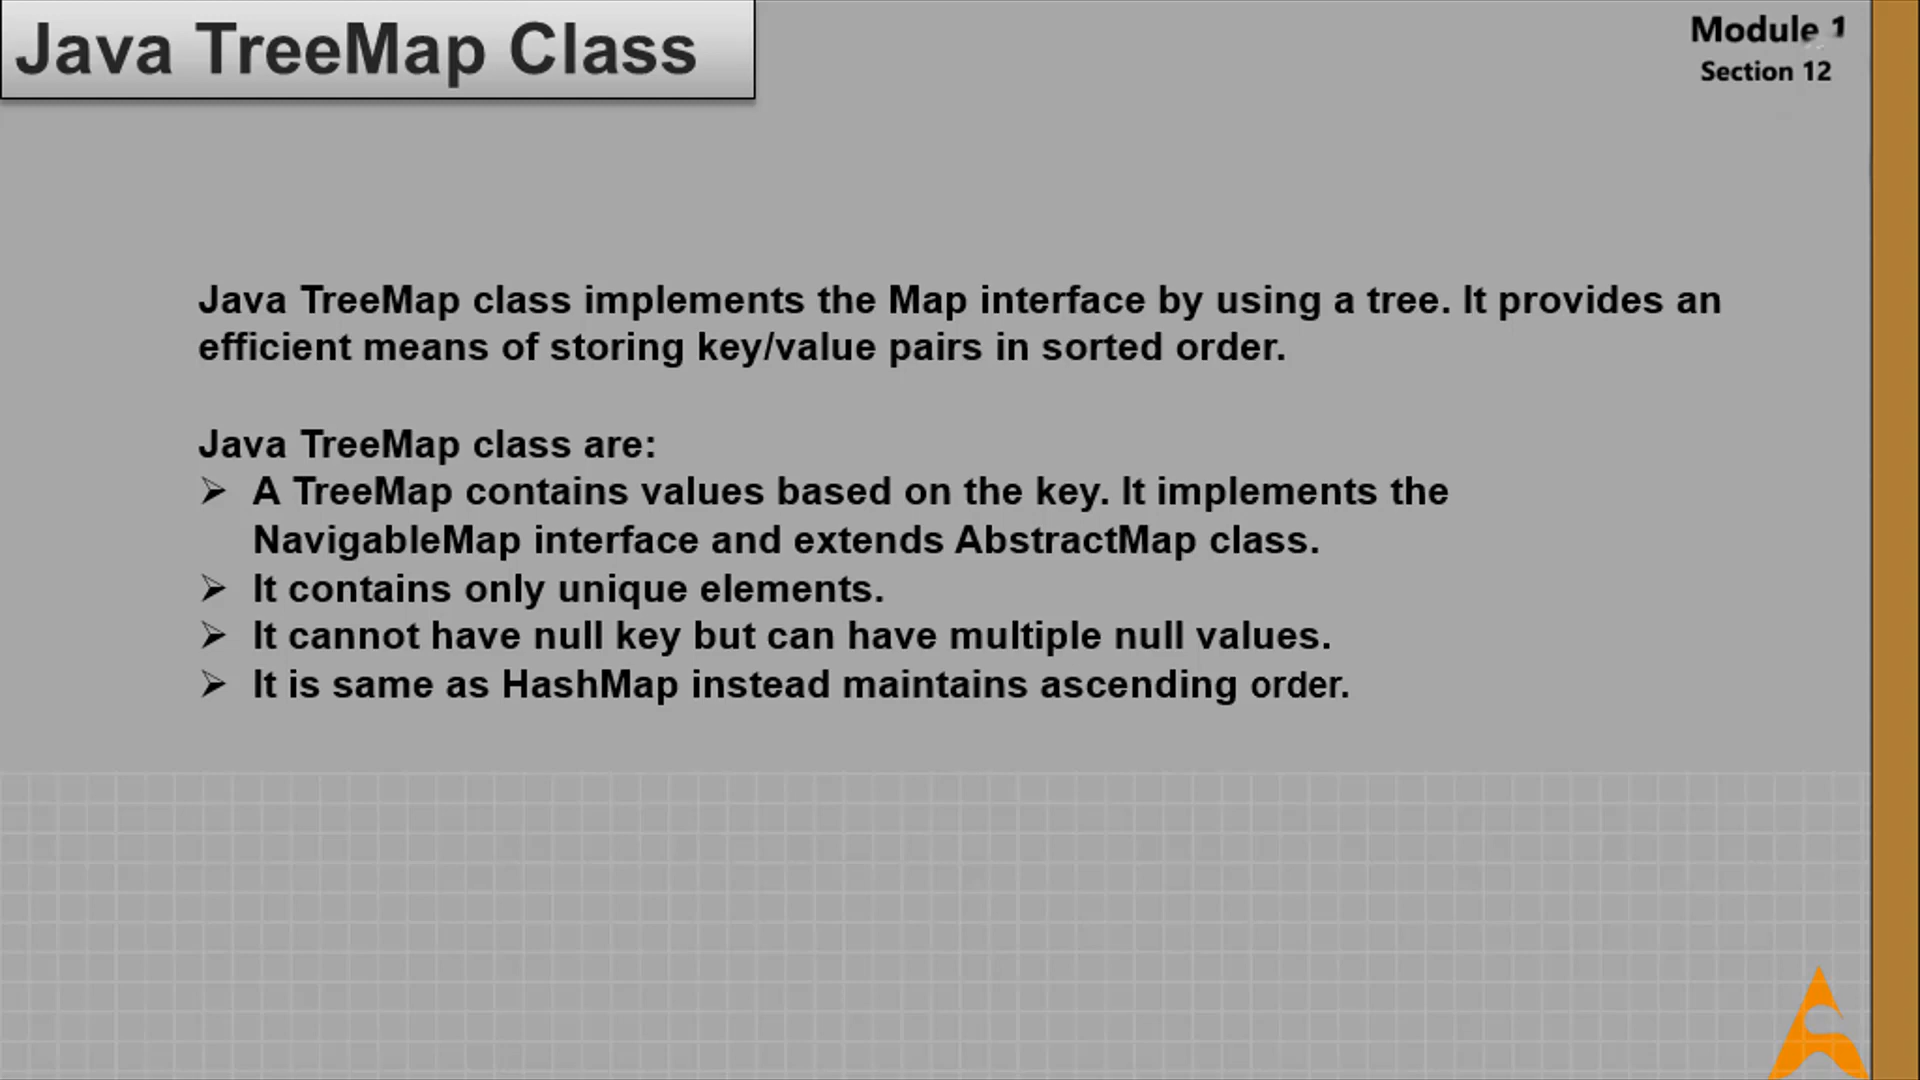 Java TreeMap Class
Module 1
Section 12
Java TreeMap class implements the Map interface by using a tree. It provides an
efficient means of storing key/value pairs in sorted order.
Java TreeMap class are:
➢ A TreeMap contains values based on the key. It implements the
NavigableMap interface and extends AbstractMap class.
➢ It contains only unique elements.
➢ It cannot have null key but can have multiple null values.
➢ It is same as HashMap instead maintains ascending order.